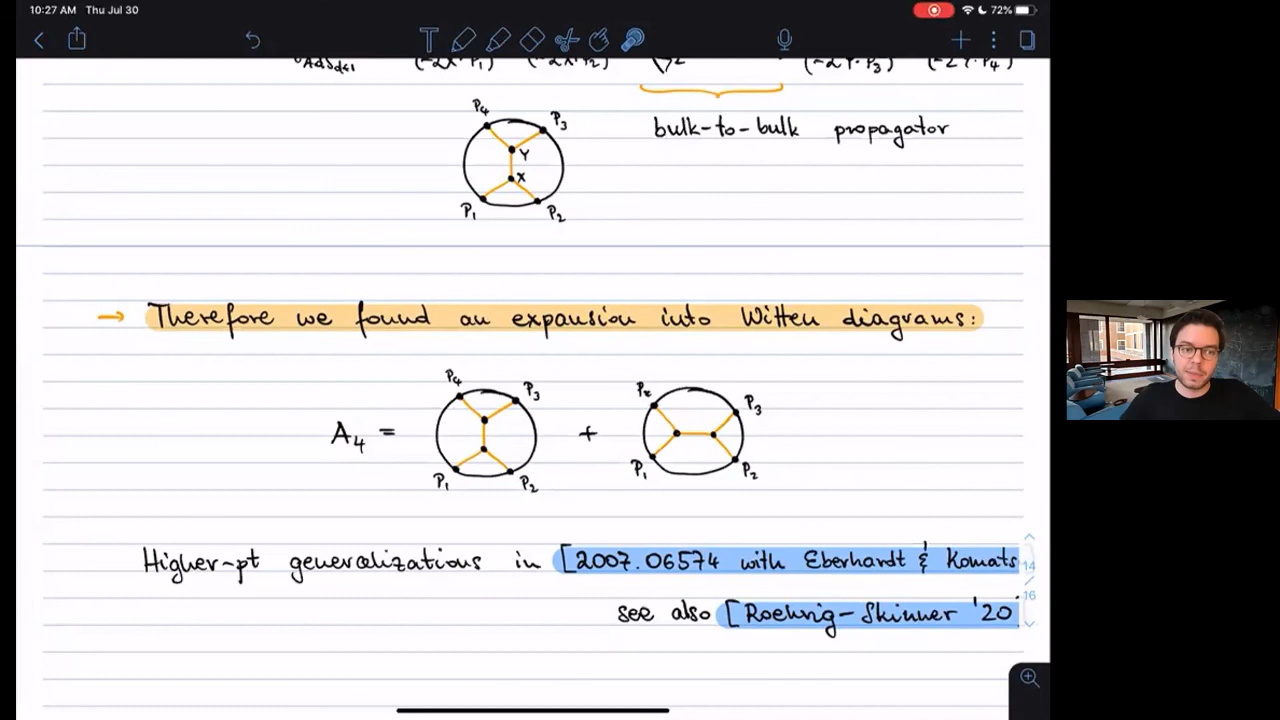 10:27 AM Thu Jul 30
72%
P4
P3
Y
X
P1
P2
bulk-to-bulk propagator
→ Therefore we found an expansion into Witten diagrams:
A4 = +
P4
P3
P1
P2
P3
P1
P2
Higher-pt generalizations in [2007.06574 with Eberhardt & Komats
14
/
16
see also [Roehrig-Skinner '20